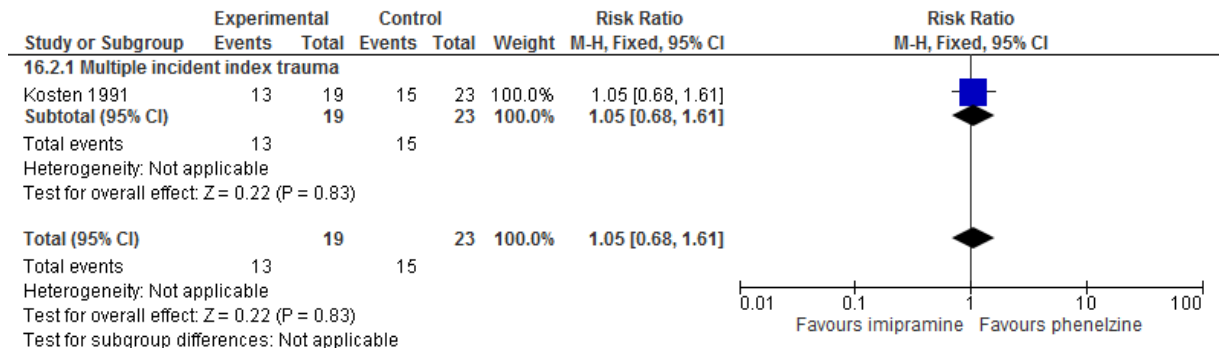 Experimental Control Risk Ratio Risk Ratio
Study or Subgroup Events Total Events Total Weight M-H, Fixed, 95% CI M-H, Fixed, 95% CI
16.2.1 Multiple incident index trauma
Kosten 1991 13 19 15 23 100.0% 1.05 [0.68, 1.61]
Subtotal (95% CI) 19 23 100.0% 1.05 [0.68, 1.61]
Total events 13 15
Heterogeneity: Not applicable
Test for overall effect: Z = 0.22 (P = 0.83)
Total (95% CI) 19 23 100.0% 1.05 [0.68, 1.61]
Total events 13 15
Heterogeneity: Not applicable
Test for overall effect: Z = 0.22 (P = 0.83)
Test for subgroup differences: Not applicable
0.01 0.1 1 10 100
Favours imipramine Favours phenelzine